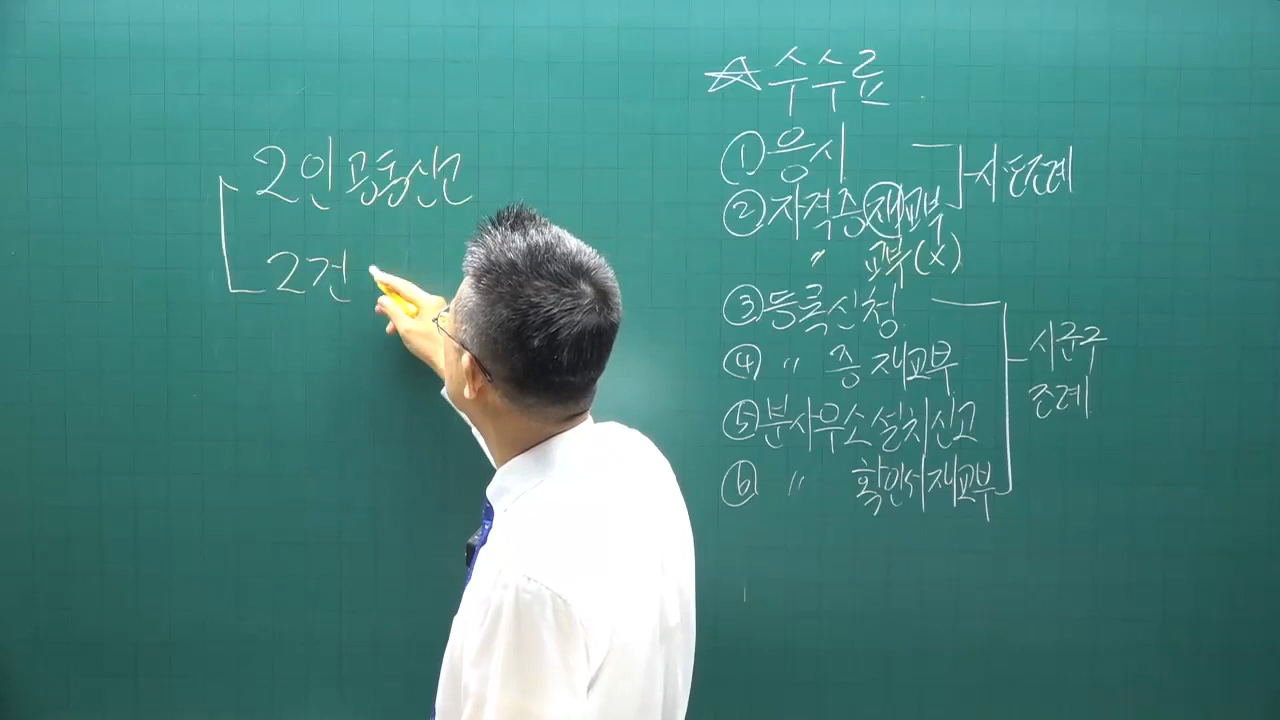 2인 공동신고
2건
☆수수료
①응시
②자격증재교부
〃 교부(x)
시·도조례
③등록신청
④ 〃 증 재교부
⑤분사무소 설치신고
⑥ 〃 확인서 재교부
시군구
조례